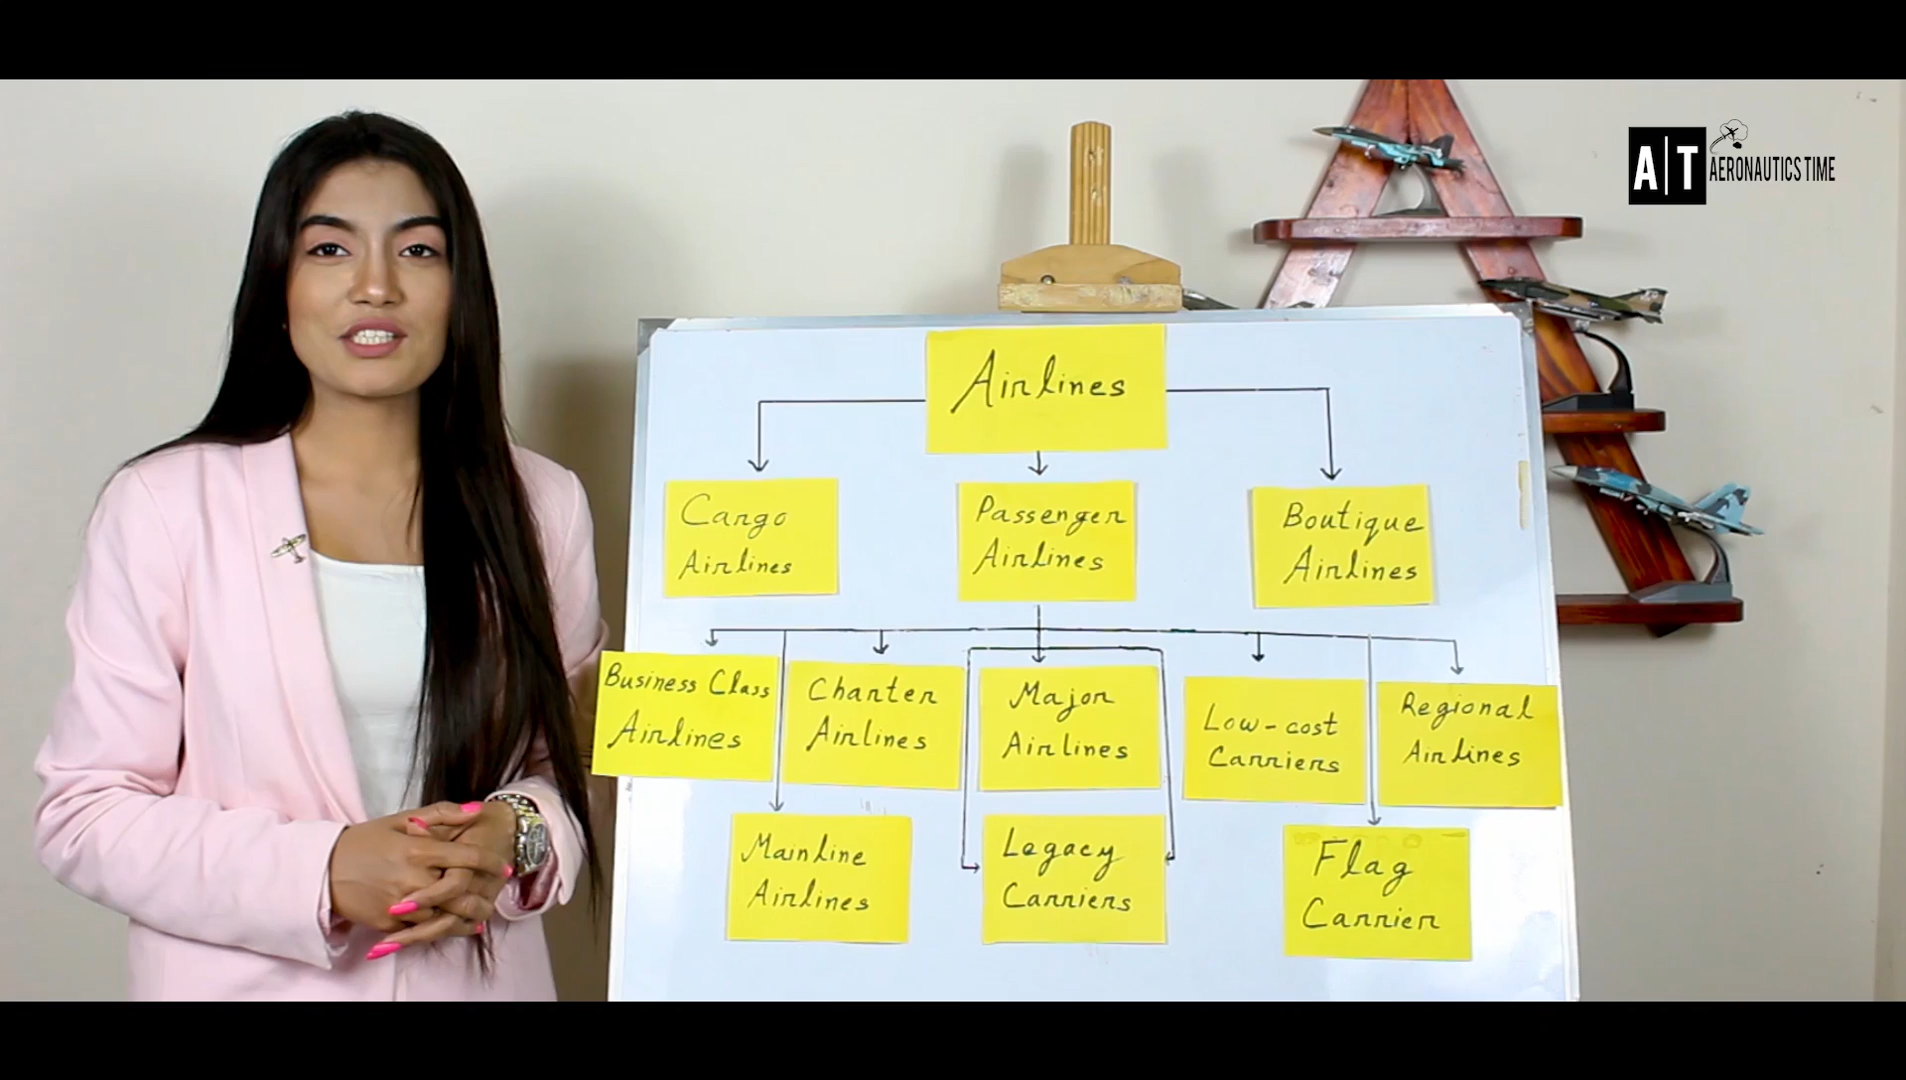 A|T AERONAUTICS TIME
Airlines
Cargo
Airlines
Passenger
Airlines
Boutique
Airlines
Business Class
Airlines
Charter
Airlines
Major
Airlines
Low-cost
Carriers
Regional
Airlines
Mainline
Airlines
Legacy
Carriers
Flag
Carrier